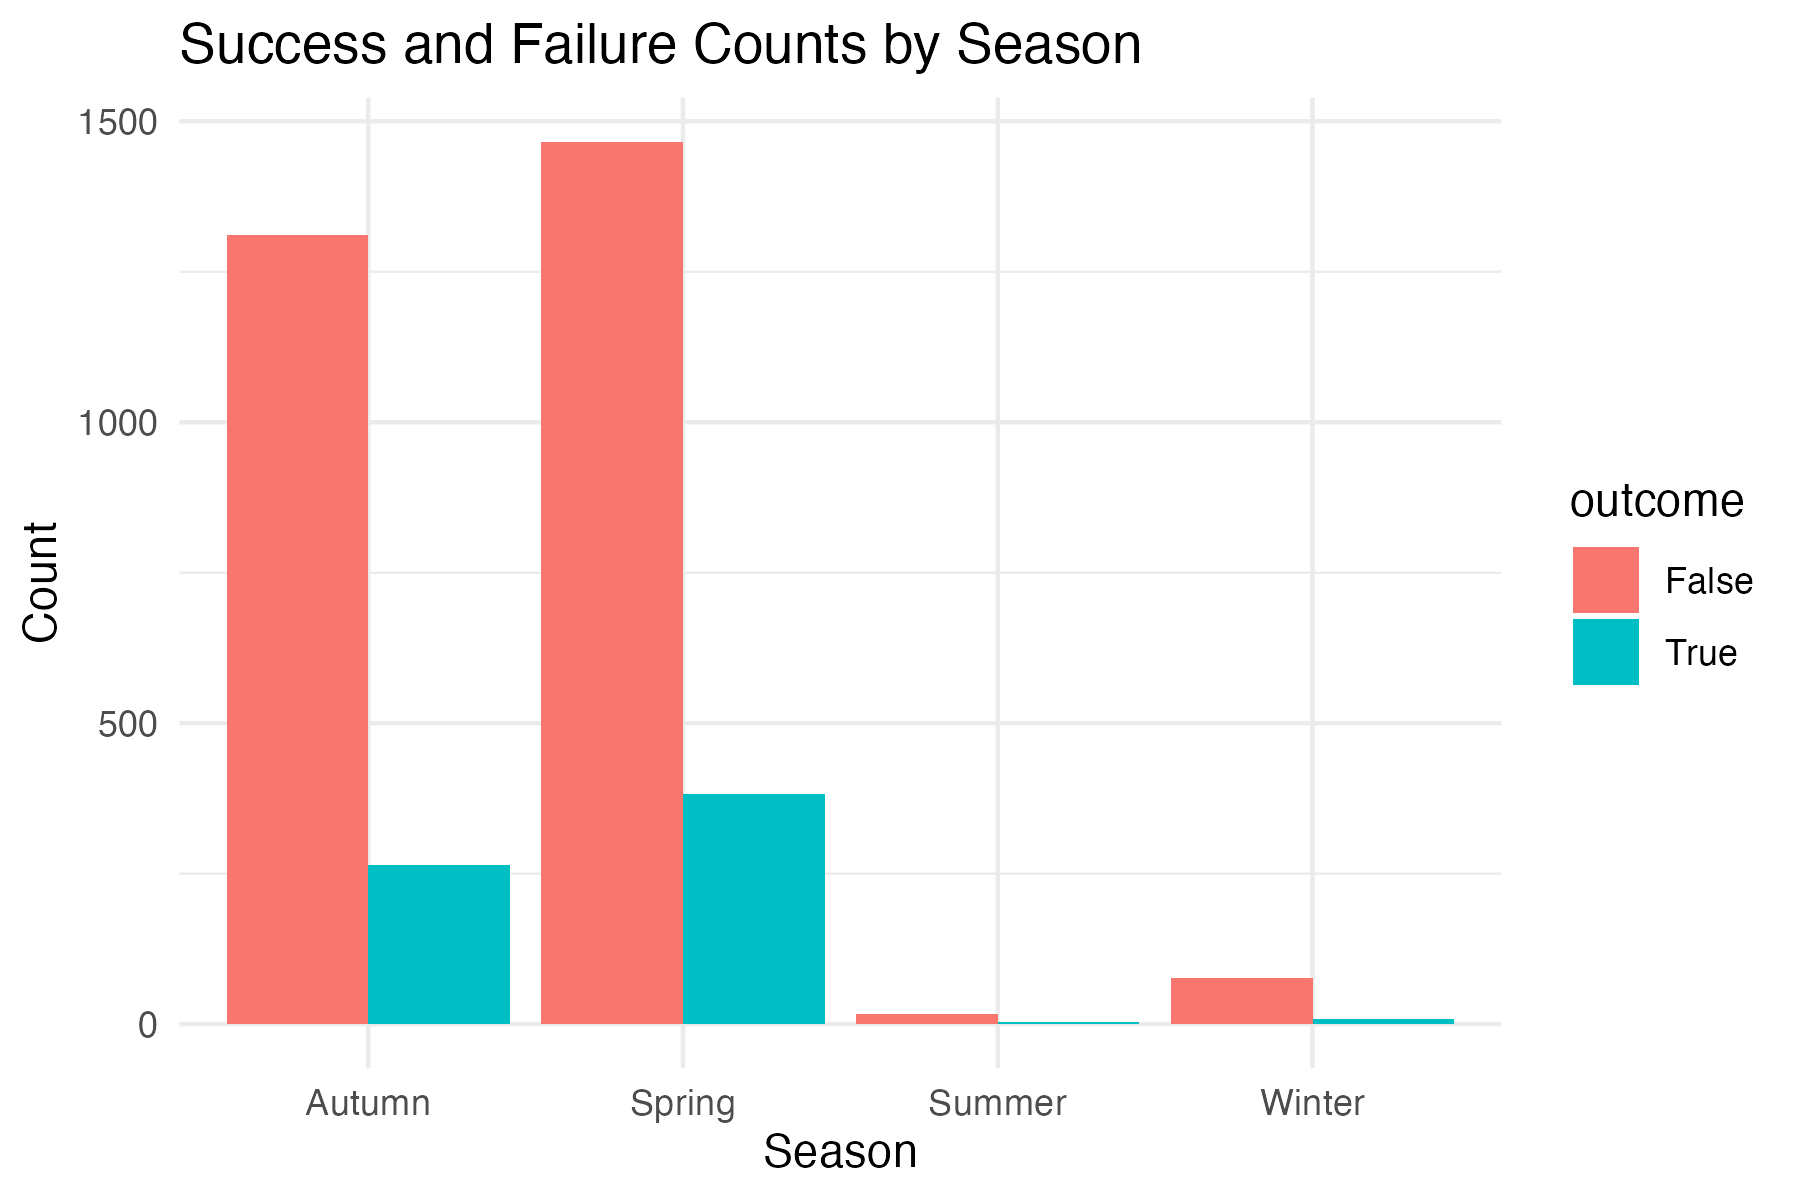 Success and Failure Counts by Season
1500
1000
500
0
Count
Autumn Spring Summer Winter
Season
outcome
False
True